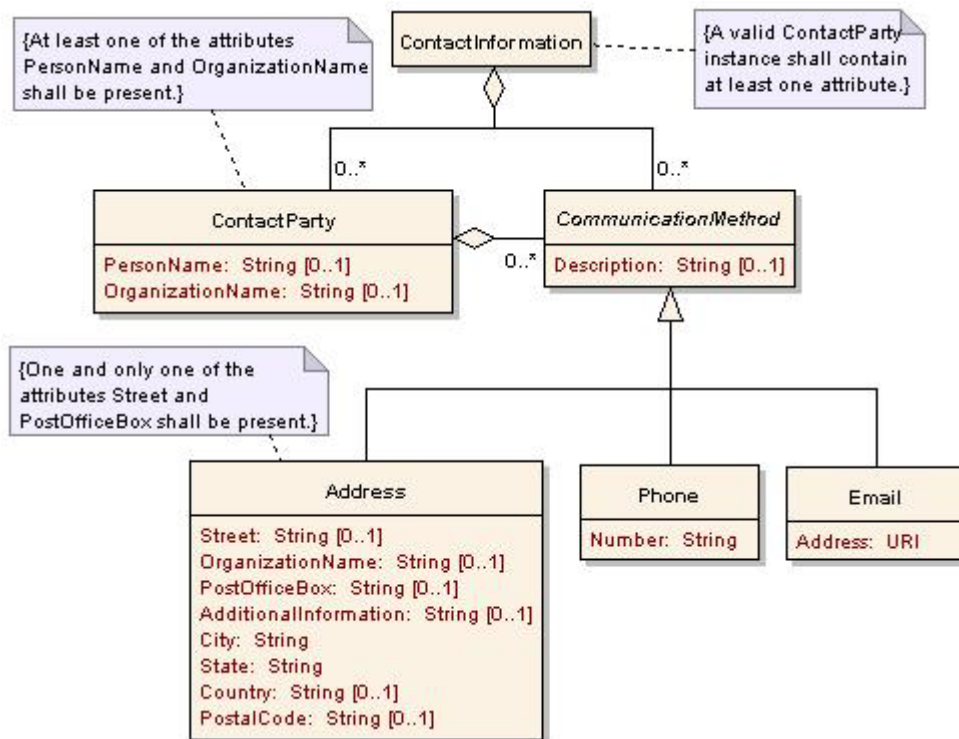 {At least one of the attributes
PersonName and OrganizationName
shall be present.}
ContactInformation
{A valid ContactParty
instance shall contain
at least one attribute.}
0..*
0..*
ContactParty
PersonName: String [0..1]
OrganizationName: String [0..1]
0..*
CommunicationMethod
Description: String [0..1]
{One and only one of the
attributes Street and
PostOfficeBox shall be present.}
Address
Street: String [0..1]
OrganizationName: String [0..1]
PostOfficeBox: String [0..1]
AdditionalInformation: String [0..1]
City: String
State: String
Country: String [0..1]
PostalCode: String [0..1]
Phone
Number: String
Email
Address: URI